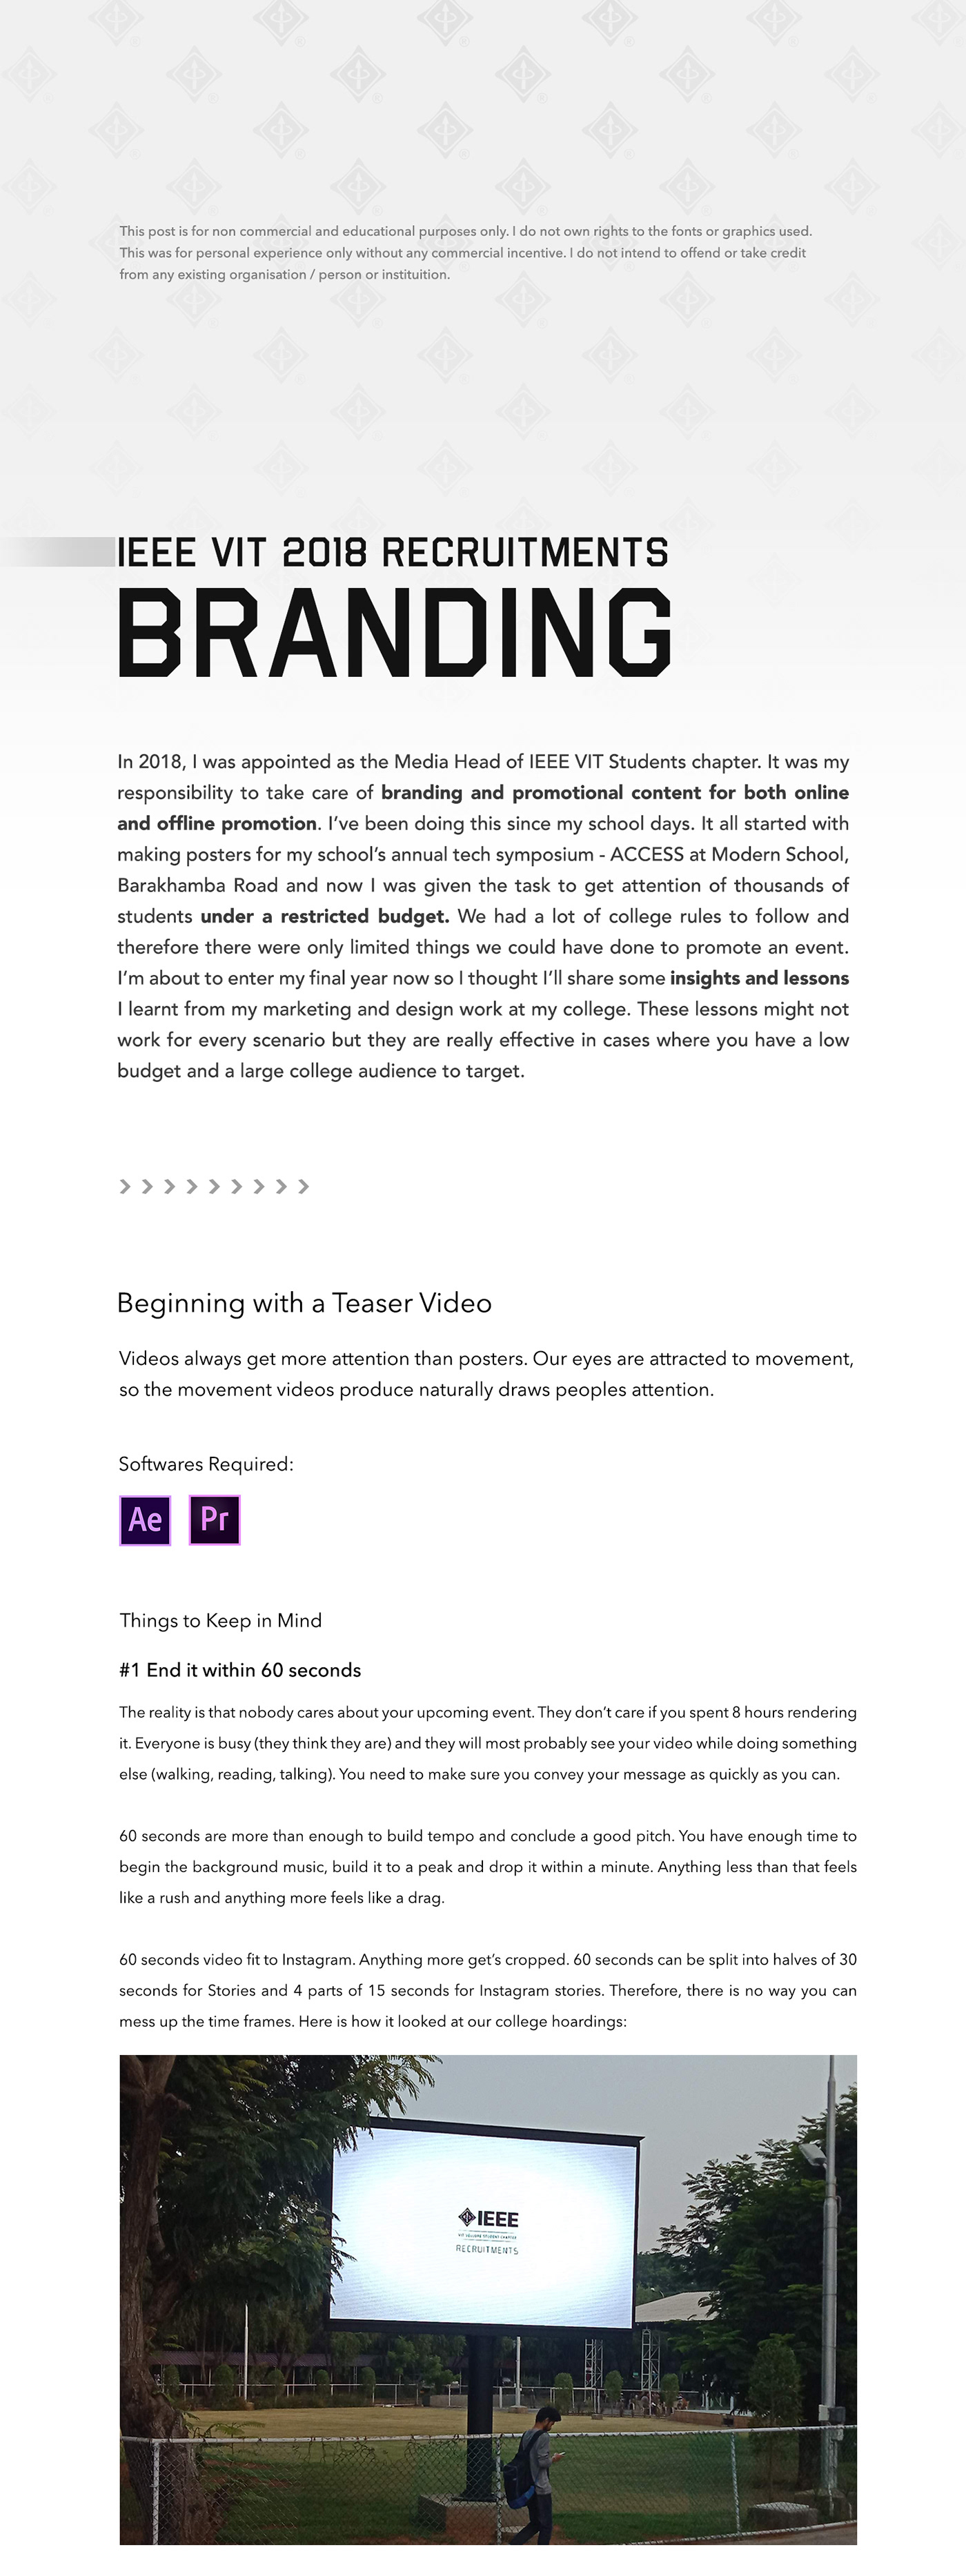 This post is for non commercial and educational purposes only. I do not own rights to the fonts or graphics used.
This was for personal experience only without any commercial incentive. I do not intend to offend or take credit
from any existing organisation / person or instituition.
IEEE VIT 2018 RECRUITMENTS
BRANDING
In 2018, I was appointed as the Media Head of IEEE VIT Students chapter. It was my
responsibility to take care of branding and promotional content for both online
and offline promotion. I’ve been doing this since my school days. It all started with
making posters for my school’s annual tech symposium - ACCESS at Modern School,
Barakhamba Road and now I was given the task to get attention of thousands of
students under a restricted budget. We had a lot of college rules to follow and
therefore there were only limited things we could have done to promote an event.
I’m about to enter my final year now so I thought I’ll share some insights and lessons
I learnt from my marketing and design work at my college. These lessons might not
work for every scenario but they are really effective in cases where you have a low
budget and a large college audience to target.
Beginning with a Teaser Video
Videos always get more attention than posters. Our eyes are attracted to movement,
so the movement videos produce naturally draws peoples attention.
Softwares Required:
Ae Pr
Things to Keep in Mind
#1 End it within 60 seconds
The reality is that nobody cares about your upcoming event. They don’t care if you spent 8 hours rendering
it. Everyone is busy (they think they are) and they will most probably see your video while doing something
else (walking, reading, talking). You need to make sure you convey your message as quickly as you can.
60 seconds are more than enough to build tempo and conclude a good pitch. You have enough time to
begin the background music, build it to a peak and drop it within a minute. Anything less than that feels
like a rush and anything more feels like a drag.
60 seconds video fit to Instagram. Anything more get’s cropped. 60 seconds can be split into halves of 30
seconds for Stories and 4 parts of 15 seconds for Instagram stories. Therefore, there is no way you can
mess up the time frames. Here is how it looked at our college hoardings:
IEEE
VIT VELLORE STUDENT CHAPTER
RECRUITMENTS